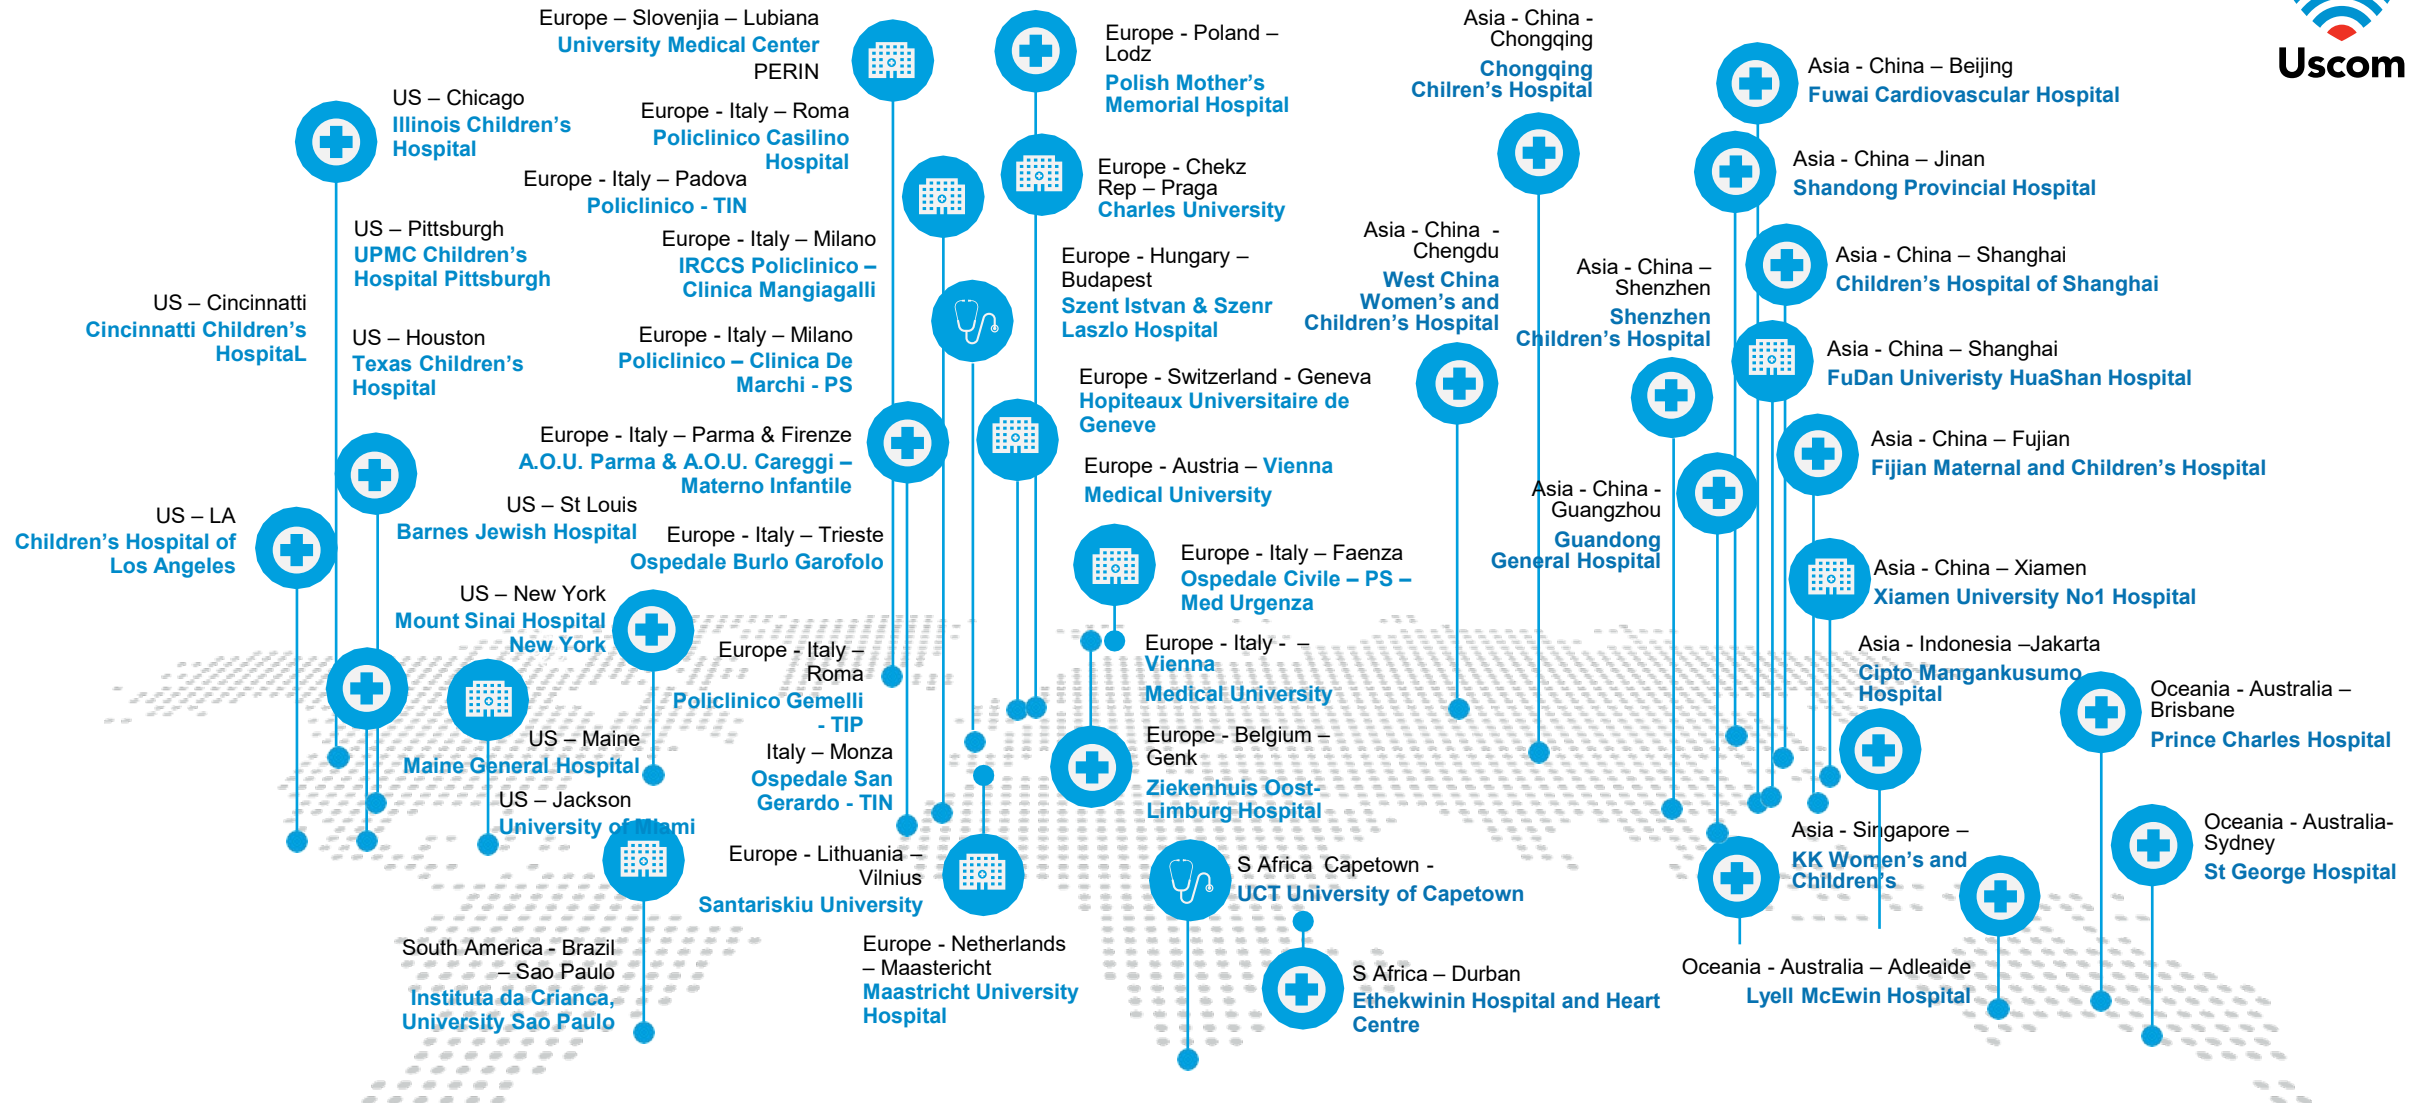 Uscom
US – Chicago
Illinois Children's
Hospital
US – Pittsburgh
UPMC Children's
Hospital Pittsburgh
US – Cincinnatti
Cincinnatti Children's
HospitaL
US – Houston
Texas Children's
Hospital
US – LA
Children's Hospital of
Los Angeles
US – St Louis
Barnes Jewish Hospital
US – New York
Mount Sinai Hospital
New York
US – Maine
Maine General Hospital
US – Jackson
University of MIami
South America - Brazil
– Sao Paulo
Instituta da Crianca,
University Sao Paulo
Europe – Slovenjia – Lubiana
University Medical Center
PERIN
Europe - Italy – Roma
Policlinico Casilino
Hospital
Europe - Italy – Padova
Policlinico - TIN
Europe - Italy – Milano
IRCCS Policlinico –
Clinica Mangiagalli
Europe - Italy – Milano
Policlinico – Clinica De
Marchi - PS
Europe - Italy – Parma & Firenze
A.O.U. Parma & A.O.U. Careggi –
Materno Infantile
Europe - Italy – Trieste
Ospedale Burlo Garofolo
Europe - Italy –
Roma
Policlinico Gemelli
- TIP
Italy – Monza
Ospedale San
Gerardo - TIN
Europe - Lithuania –
Vilnius
Santariskiu University
Europe - Netherlands
– Maastericht
Maastricht University
Hospital
Europe - Poland –
Lodz
Polish Mother's
Memorial Hospital
Europe - Chekz
Rep – Praga
Charles University
Europe - Hungary –
Budapest
Szent Istvan & Szenr
Laszlo Hospital
Europe - Switzerland - Geneva
Hopiteaux Universitaire de
Geneve
Europe - Austria – Vienna
Medical University
Europe - Italy – Faenza
Ospedale Civile – PS –
Med Urgenza
Europe - Italy - –
Vienna
Medical University
Europe - Belgium –
Genk
Ziekenhuis Oost-
Limburg Hospital
S Africa Capetown -
UCT University of Capetown
S Africa – Durban
Ethekwinin Hospital and Heart
Centre
Asia - China -
Chongqing
Chongqing
Chilren's Hospital
Asia - China -
Chengdu
West China
Women's and
Children's Hospital
Asia - China –
Shenzhen
Shenzhen
Children's Hospital
Asia - China -
Guangzhou
Guandong
General Hospital
Asia - China – Beijing
Fuwai Cardiovascular Hospital
Asia - China – Jinan
Shandong Provincial Hospital
Asia - China – Shanghai
Children's Hospital of Shanghai
Asia - China – Shanghai
FuDan Univeristy HuaShan Hospital
Asia - China – Fujian
Fijian Maternal and Children's Hospital
Asia - China – Xiamen
Xiamen University No1 Hospital
Asia - Indonesia –Jakarta
Cipto Mangankusumo
Hospital
Asia - Singapore –
KK Women's and
Children's
Oceania - Australia – Adleaide
Lyell McEwin Hospital
Oceania - Australia –
Brisbane
Prince Charles Hospital
Oceania - Australia-
Sydney
St George Hospital